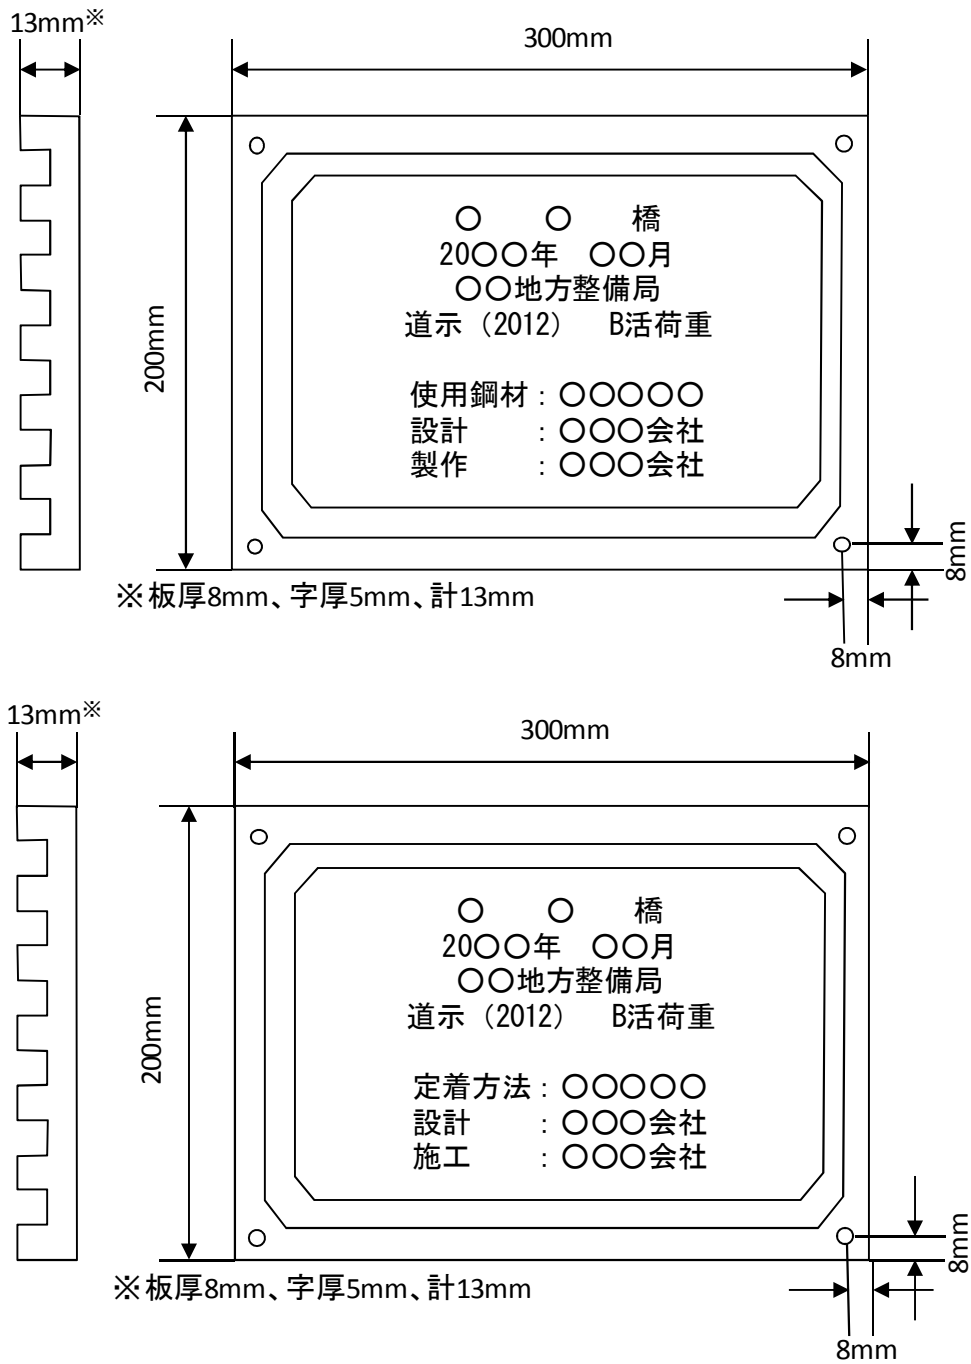 13mm※
300mm
200mm
○ ○ 橋
20○○年 ○○月
○○地方整備局
道示（2012） B活荷重
使用鋼材：○○○○○
設計 ：○○○会社
製作 ：○○○会社
8mm
8mm
※板厚8mm、字厚5mm、計13mm
13mm※
300mm
200mm
○ ○ 橋
20○○年 ○○月
○○地方整備局
道示（2012） B活荷重
定着方法：○○○○○
設計 ：○○○会社
施工 ：○○○会社
8mm
8mm
※板厚8mm、字厚5mm、計13mm